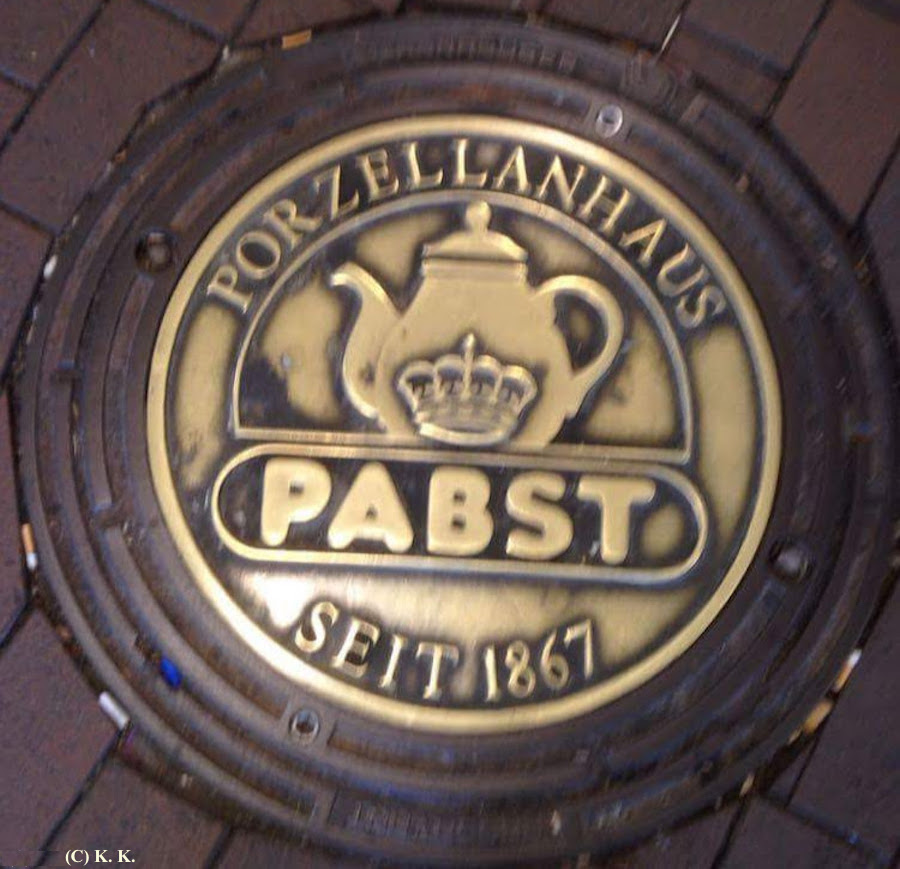 PORZELLANHAUS
PABST
SEIT 1867
(C) K. K.